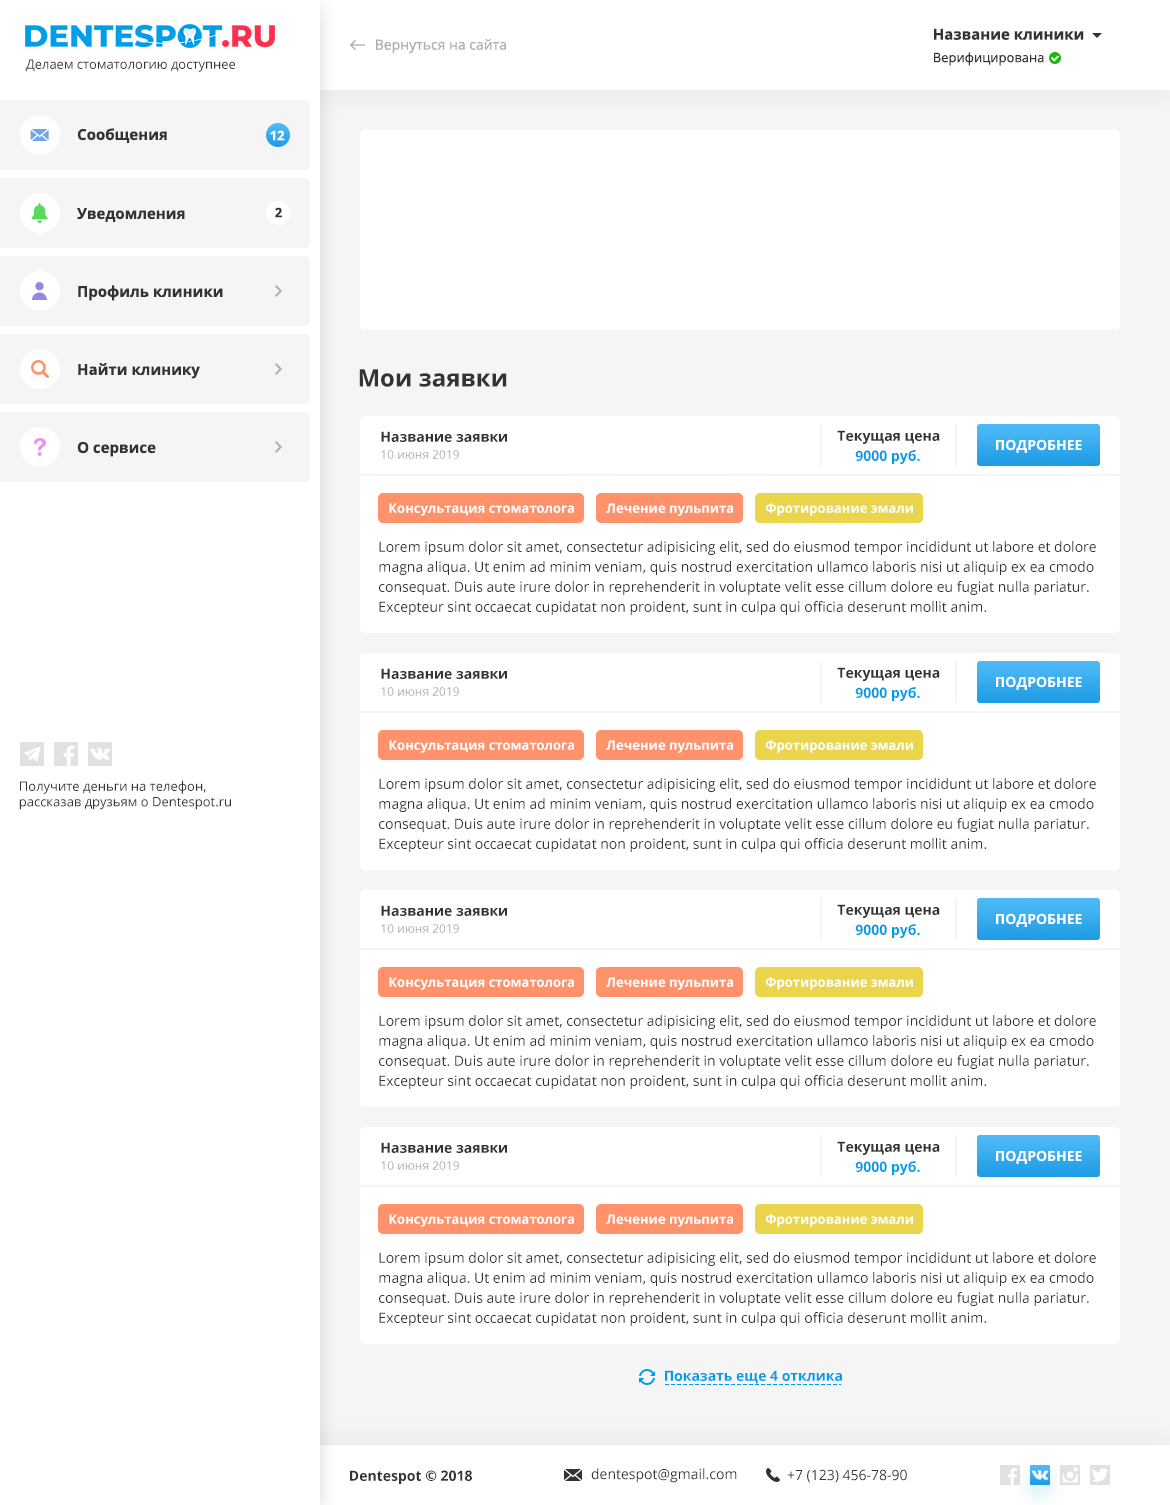 DENTESPOT.RU
Делаем стоматологию доступнее
Сообщения
12
Уведомления
2
Профиль клиники
Найти клинику
О сервисе
Получите деньги на телефон,
рассказав друзьям о Dentespot.ru
Вернуться на сайта
Название клиники
Верифицирована
Мои заявки
Название заявки
10 июня 2019
Текущая цена
9000 руб.
ПОДРОБНЕЕ
Консультация стоматолога
Лечение пульпита
Фротирование эмали
Lorem ipsum dolor sit amet, consectetur adipisicing elit, sed do eiusmod tempor incididunt ut labore et dolore
magna aliqua. Ut enim ad minim veniam, quis nostrud exercitation ullamco laboris nisi ut aliquip ex ea cmodo
consequat. Duis aute irure dolor in reprehenderit in voluptate velit esse cillum dolore eu fugiat nulla pariatur.
Excepteur sint occaecat cupidatat non proident, sunt in culpa qui officia deserunt mollit anim.
Название заявки
10 июня 2019
Текущая цена
9000 руб.
ПОДРОБНЕЕ
Консультация стоматолога
Лечение пульпита
Фротирование эмали
Lorem ipsum dolor sit amet, consectetur adipisicing elit, sed do eiusmod tempor incididunt ut labore et dolore
magna aliqua. Ut enim ad minim veniam, quis nostrud exercitation ullamco laboris nisi ut aliquip ex ea cmodo
consequat. Duis aute irure dolor in reprehenderit in voluptate velit esse cillum dolore eu fugiat nulla pariatur.
Excepteur sint occaecat cupidatat non proident, sunt in culpa qui officia deserunt mollit anim.
Название заявки
10 июня 2019
Текущая цена
9000 руб.
ПОДРОБНЕЕ
Консультация стоматолога
Лечение пульпита
Фротирование эмали
Lorem ipsum dolor sit amet, consectetur adipisicing elit, sed do eiusmod tempor incididunt ut labore et dolore
magna aliqua. Ut enim ad minim veniam, quis nostrud exercitation ullamco laboris nisi ut aliquip ex ea cmodo
consequat. Duis aute irure dolor in reprehenderit in voluptate velit esse cillum dolore eu fugiat nulla pariatur.
Excepteur sint occaecat cupidatat non proident, sunt in culpa qui officia deserunt mollit anim.
Название заявки
10 июня 2019
Текущая цена
9000 руб.
ПОДРОБНЕЕ
Консультация стоматолога
Лечение пульпита
Фротирование эмали
Lorem ipsum dolor sit amet, consectetur adipisicing elit, sed do eiusmod tempor incididunt ut labore et dolore
magna aliqua. Ut enim ad minim veniam, quis nostrud exercitation ullamco laboris nisi ut aliquip ex ea cmodo
consequat. Duis aute irure dolor in reprehenderit in voluptate velit esse cillum dolore eu fugiat nulla pariatur.
Excepteur sint occaecat cupidatat non proident, sunt in culpa qui officia deserunt mollit anim.
Показать еще 4 отклика
Dentespot © 2018
dentespot@gmail.com
+7 (123) 456-78-90